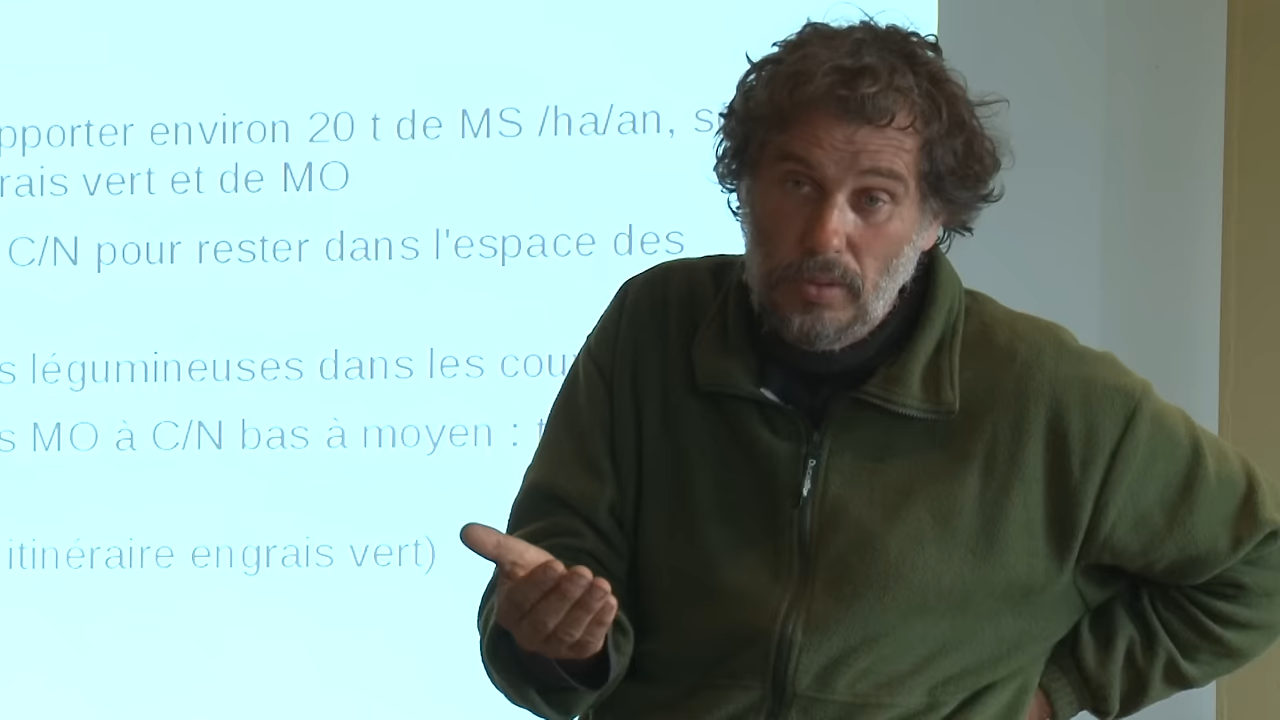 pporter environ 20 t de MS /ha/an, s
rais vert et de MO
C/N pour rester dans l'espace des
s légumineuses dans les cou
s MO à C/N bas à moyen : t
itinéraire engrais vert)